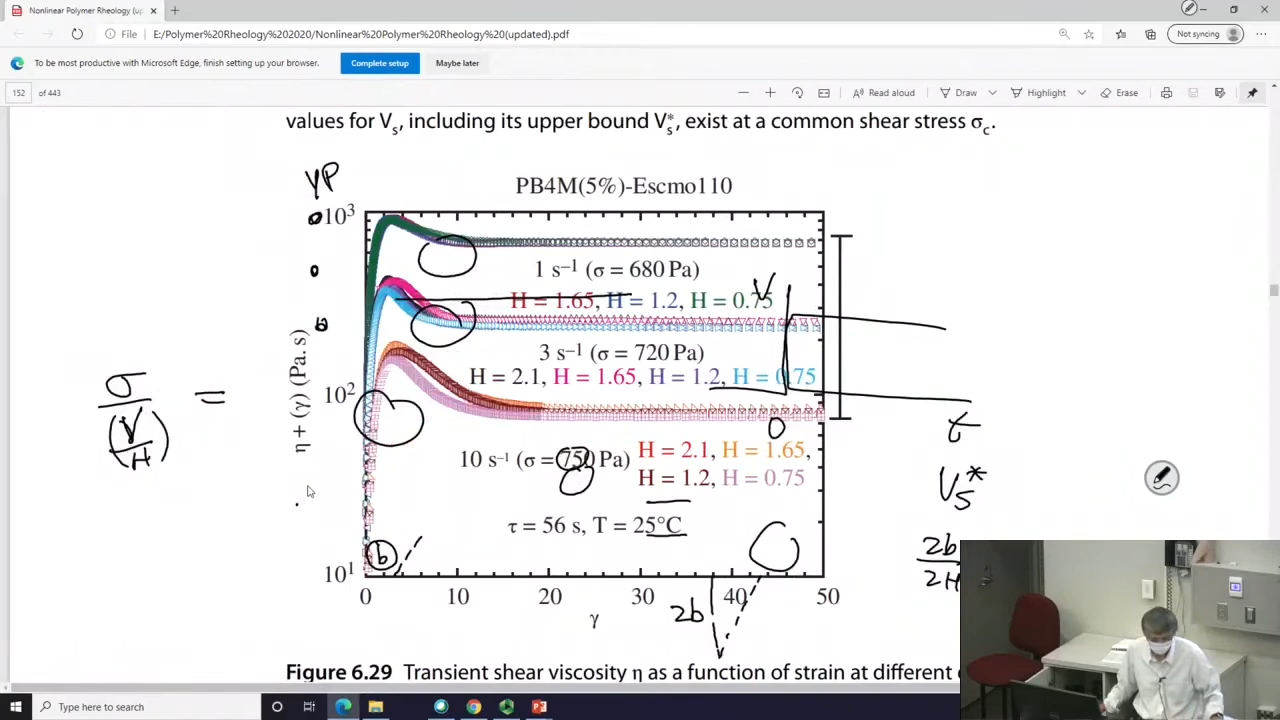 Nonlinear Polymer Rheology (up
File
E:/Polymer%20Rheology%202020/Nonlinear%20Polymer%20Rheology%20(updated).pdf
Not syncing
To be most productive with Microsoft Edge, finish setting up your browser.
Complete setup
Maybe later
152 of 443
Read aloud
Draw
Highlight
Erase
values for Vs, including its upper bound Vs*, exist at a common shear stress σc.
YP
PB4M(5%)-Escmo110
10³
1 s⁻¹ (σ = 680 Pa)
H = 1.65, H = 1.2, H = 0.75
V
3 s⁻¹ (σ = 720 Pa)
H = 2.1, H = 1.65, H = 1.2, H = 0.75
10²
η + (γ) (Pa. s)
σ
(V/H) =
0
t
10 s⁻¹ (σ = 750 Pa)
H = 2.1, H = 1.65,
H = 1.2, H = 0.75
Vs*
τ = 56 s, T = 25°C
b
2b
2H
10¹
0 10 20 30 40 50
γ
2b
Figure 6.29 Transient shear viscosity η as a function of strain at different
Type here to search